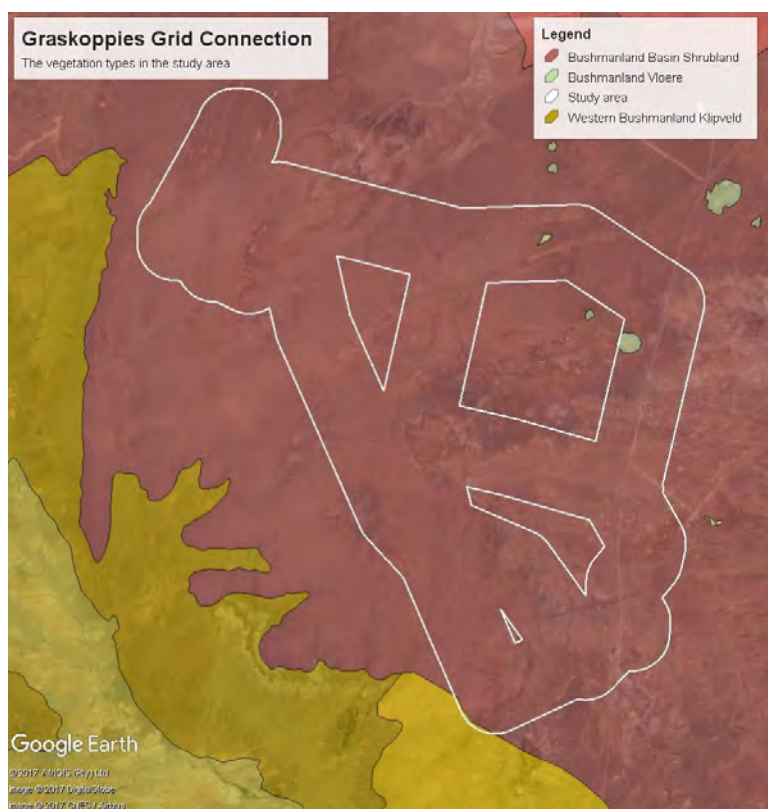 Graskoppies Grid Connection
The vegetation types in the study area
Legend
Bushmanland Basin Shrubland
Bushmanland Vloere
Study area
Western Bushmanland Klipveld
Google Earth
© 2017 AfriGIS (Pty) Ltd.
Image © 2017 DigitalGlobe
Image © 2017 CNES / Airbus